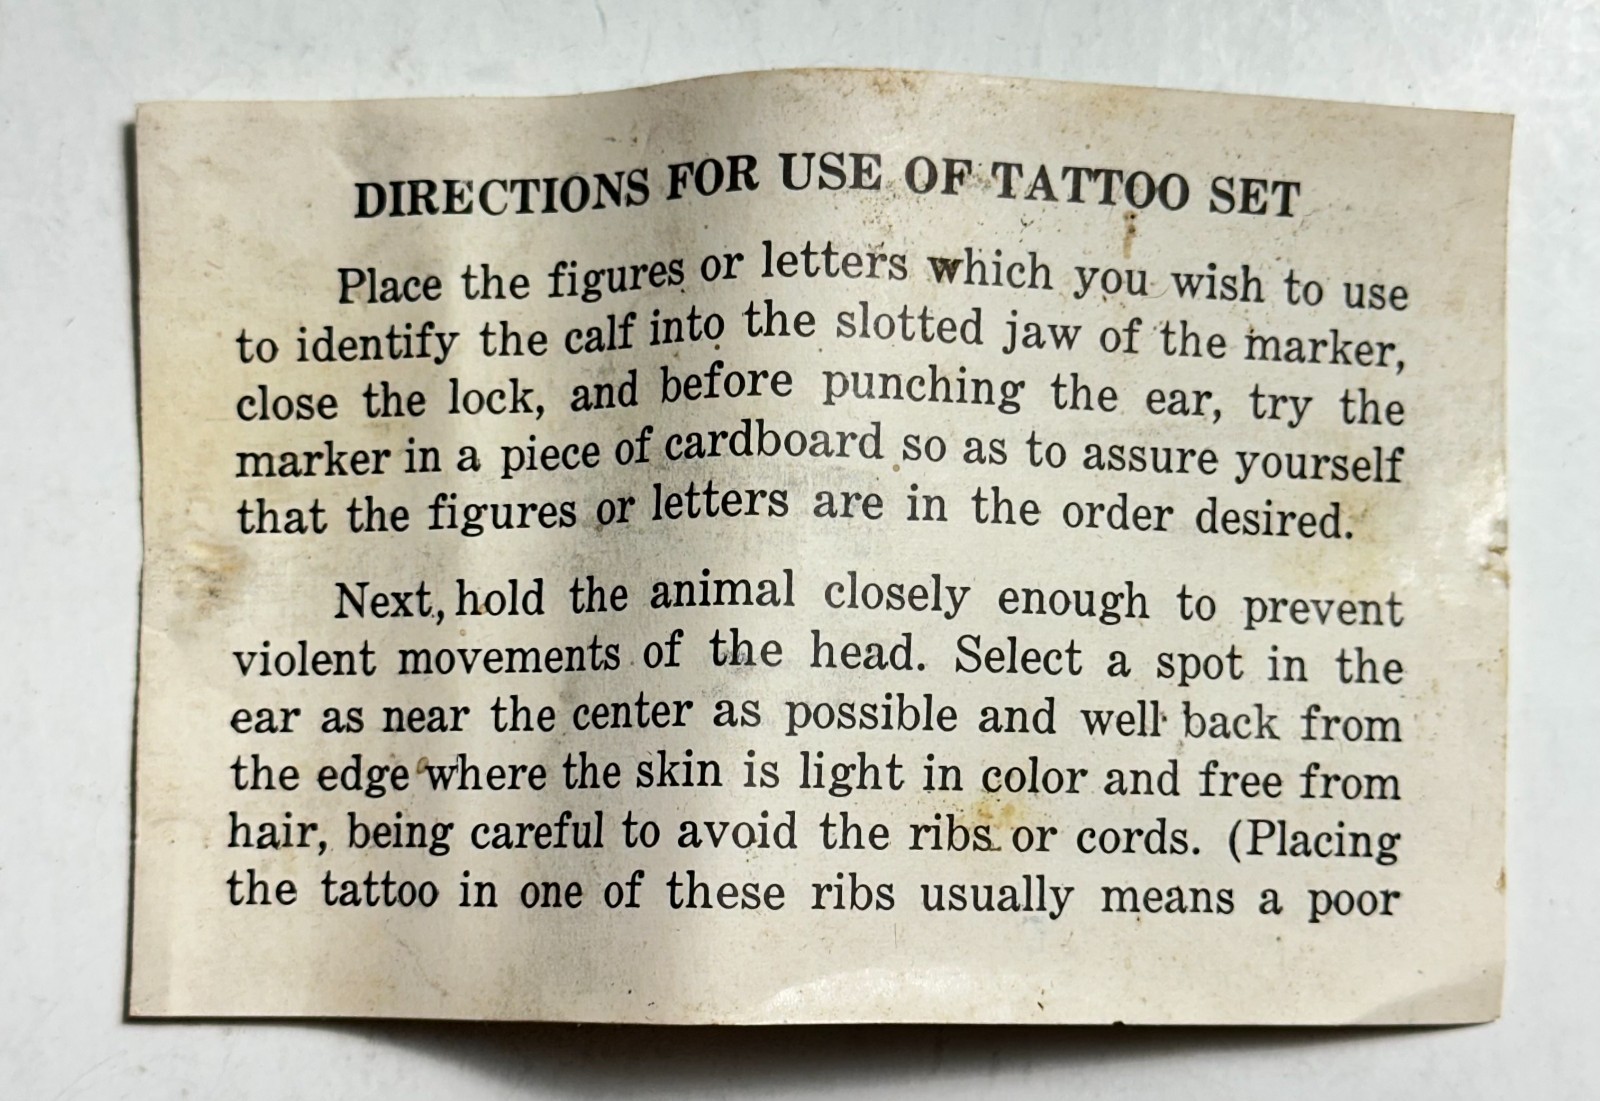 DIRECTIONS FOR USE OF TATTOO SET
Place the figures or letters which you wish to use
to identify the calf into the slotted jaw of the marker,
close the lock, and before punching the ear, try the
marker in a piece of cardboard so as to assure yourself
that the figures or letters are in the order desired.
Next, hold the animal closely enough to prevent
violent movements of the head. Select a spot in the
ear as near the center as possible and well back from
the edge where the skin is light in color and free from
hair, being careful to avoid the ribs or cords. (Placing
the tattoo in one of these ribs usually means a poor